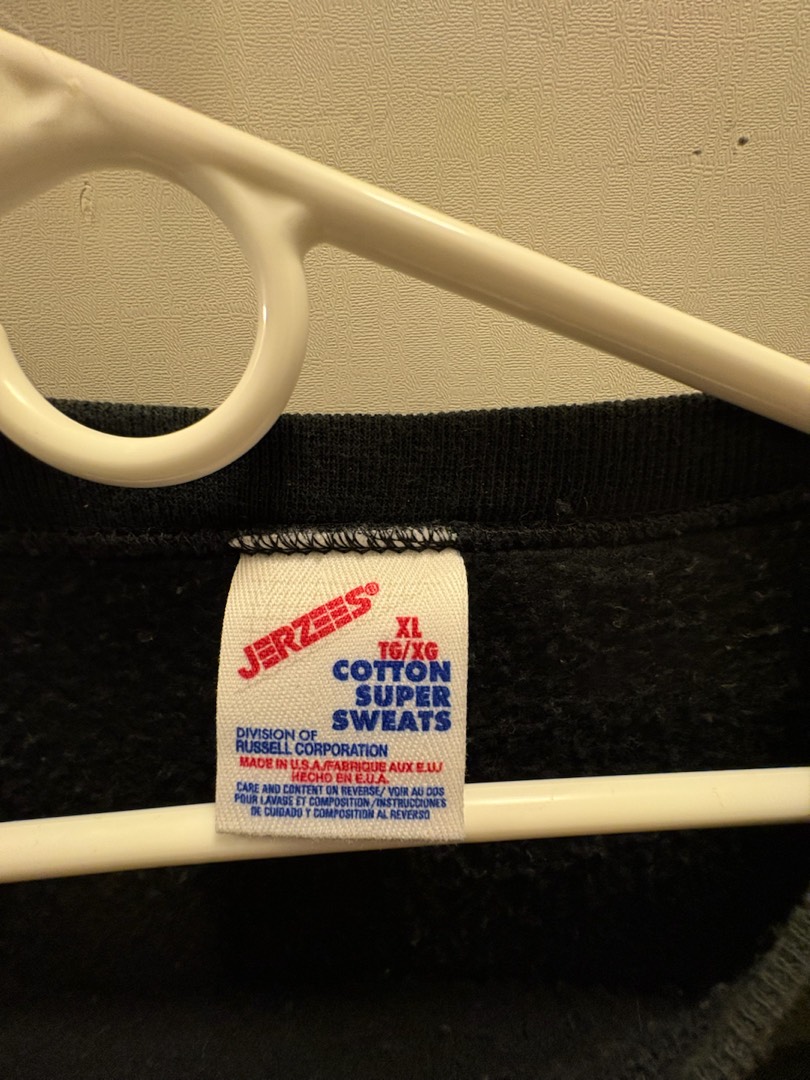 JERZEES®
XL
TG/XG
COTTON
SUPER
SWEATS
DIVISION OF
RUSSELL CORPORATION
MADE IN U.S.A./FABRIQUE AUX E.U./
HECHO EN E.U.A.
CARE AND CONTENT ON REVERSE/ VOIR AU DOS
POUR LAVAGE ET COMPOSITION/INSTRUCCIONES
DE CUIDADO Y COMPOSITION AL REVERSO